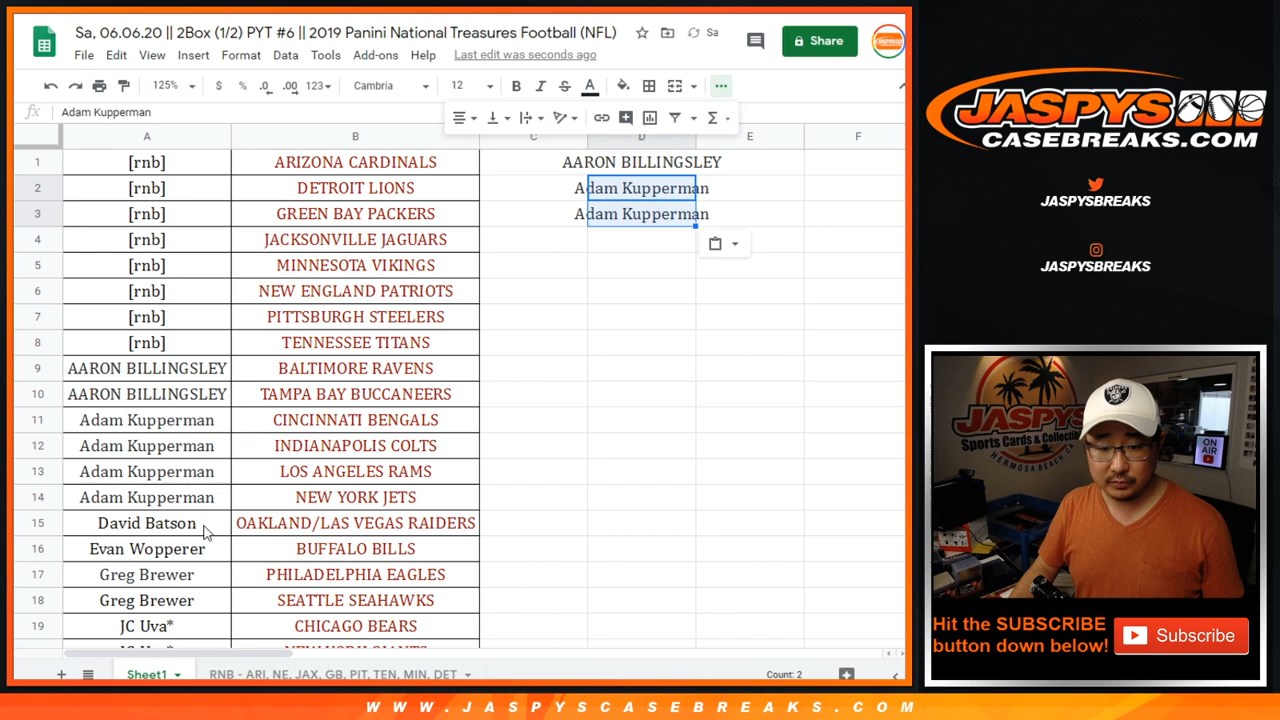 Sa, 06.06.20 || 2Box (1/2) PYT #6 || 2019 Panini National Treasures Football (NFL) Sa
File Edit View Insert Format Data Tools Add-ons Help Last edit was seconds ago
Share
125% $ % .0 .00 123 Cambria 12 B I S A
fx Adam Kupperman
A B C D E F
1 [rnb] ARIZONA CARDINALS AARON BILLINGSLEY
2 [rnb] DETROIT LIONS Adam Kupperman
3 [rnb] GREEN BAY PACKERS Adam Kupperman
4 [rnb] JACKSONVILLE JAGUARS
5 [rnb] MINNESOTA VIKINGS
6 [rnb] NEW ENGLAND PATRIOTS
7 [rnb] PITTSBURGH STEELERS
8 [rnb] TENNESSEE TITANS
9 AARON BILLINGSLEY BALTIMORE RAVENS
10 AARON BILLINGSLEY TAMPA BAY BUCCANEERS
11 Adam Kupperman CINCINNATI BENGALS
12 Adam Kupperman INDIANAPOLIS COLTS
13 Adam Kupperman LOS ANGELES RAMS
14 Adam Kupperman NEW YORK JETS
15 David Batson OAKLAND/LAS VEGAS RAIDERS
16 Evan Wopperer BUFFALO BILLS
17 Greg Brewer PHILADELPHIA EAGLES
18 Greg Brewer SEATTLE SEAHAWKS
19 JC Uva* CHICAGO BEARS
Sheet1 RNB - ARI, NE, JAX, GB, PIT, TEN, MIN, DET Count: 2
JASPYS
CASEBREAKS.COM
JASPYSBREAKS
JASPYSBREAKS
JASPYS
Sports Cards & Collectibles
HERMOSA BEACH, CA
ON
AIR
Hit the SUBSCRIBE
button down below!
Subscribe
WWW.JASPYSCASEBREAKS.COM